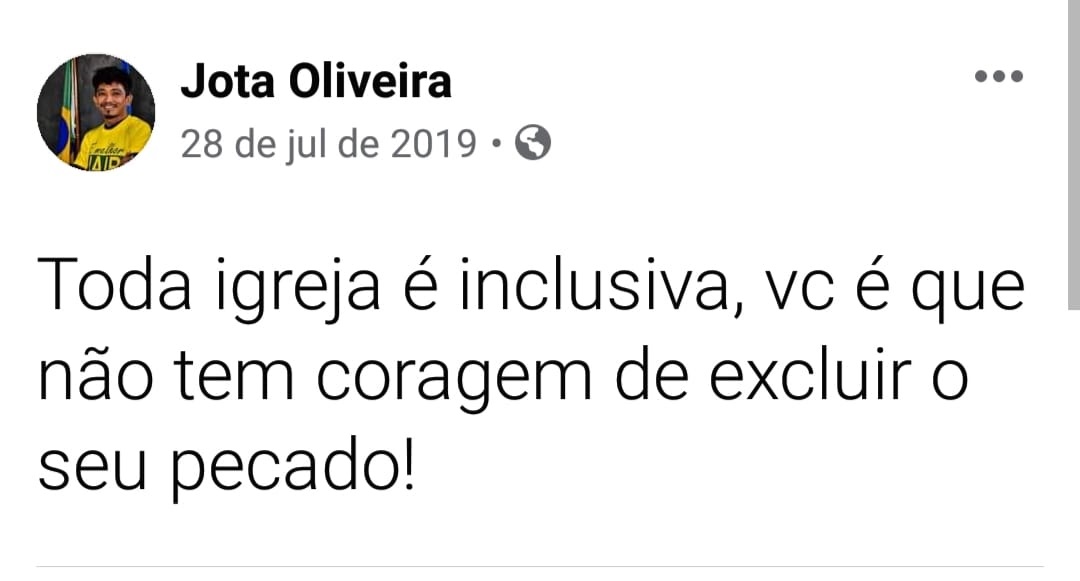 Jota Oliveira
28 de jul de 2019 •
Toda igreja é inclusiva, vc é que
não tem coragem de excluir o
seu pecado!